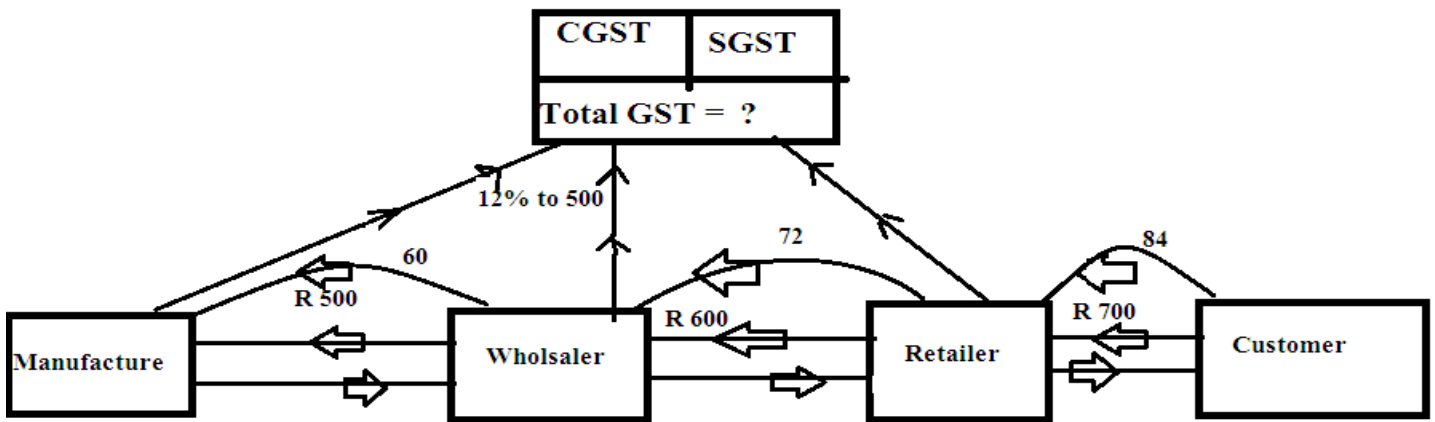 CGST
SGST
Total GST = ?
12% to 500
60
72
84
R 500
R 600
R 700
Manufacture
Wholsaler
Retailer
Customer